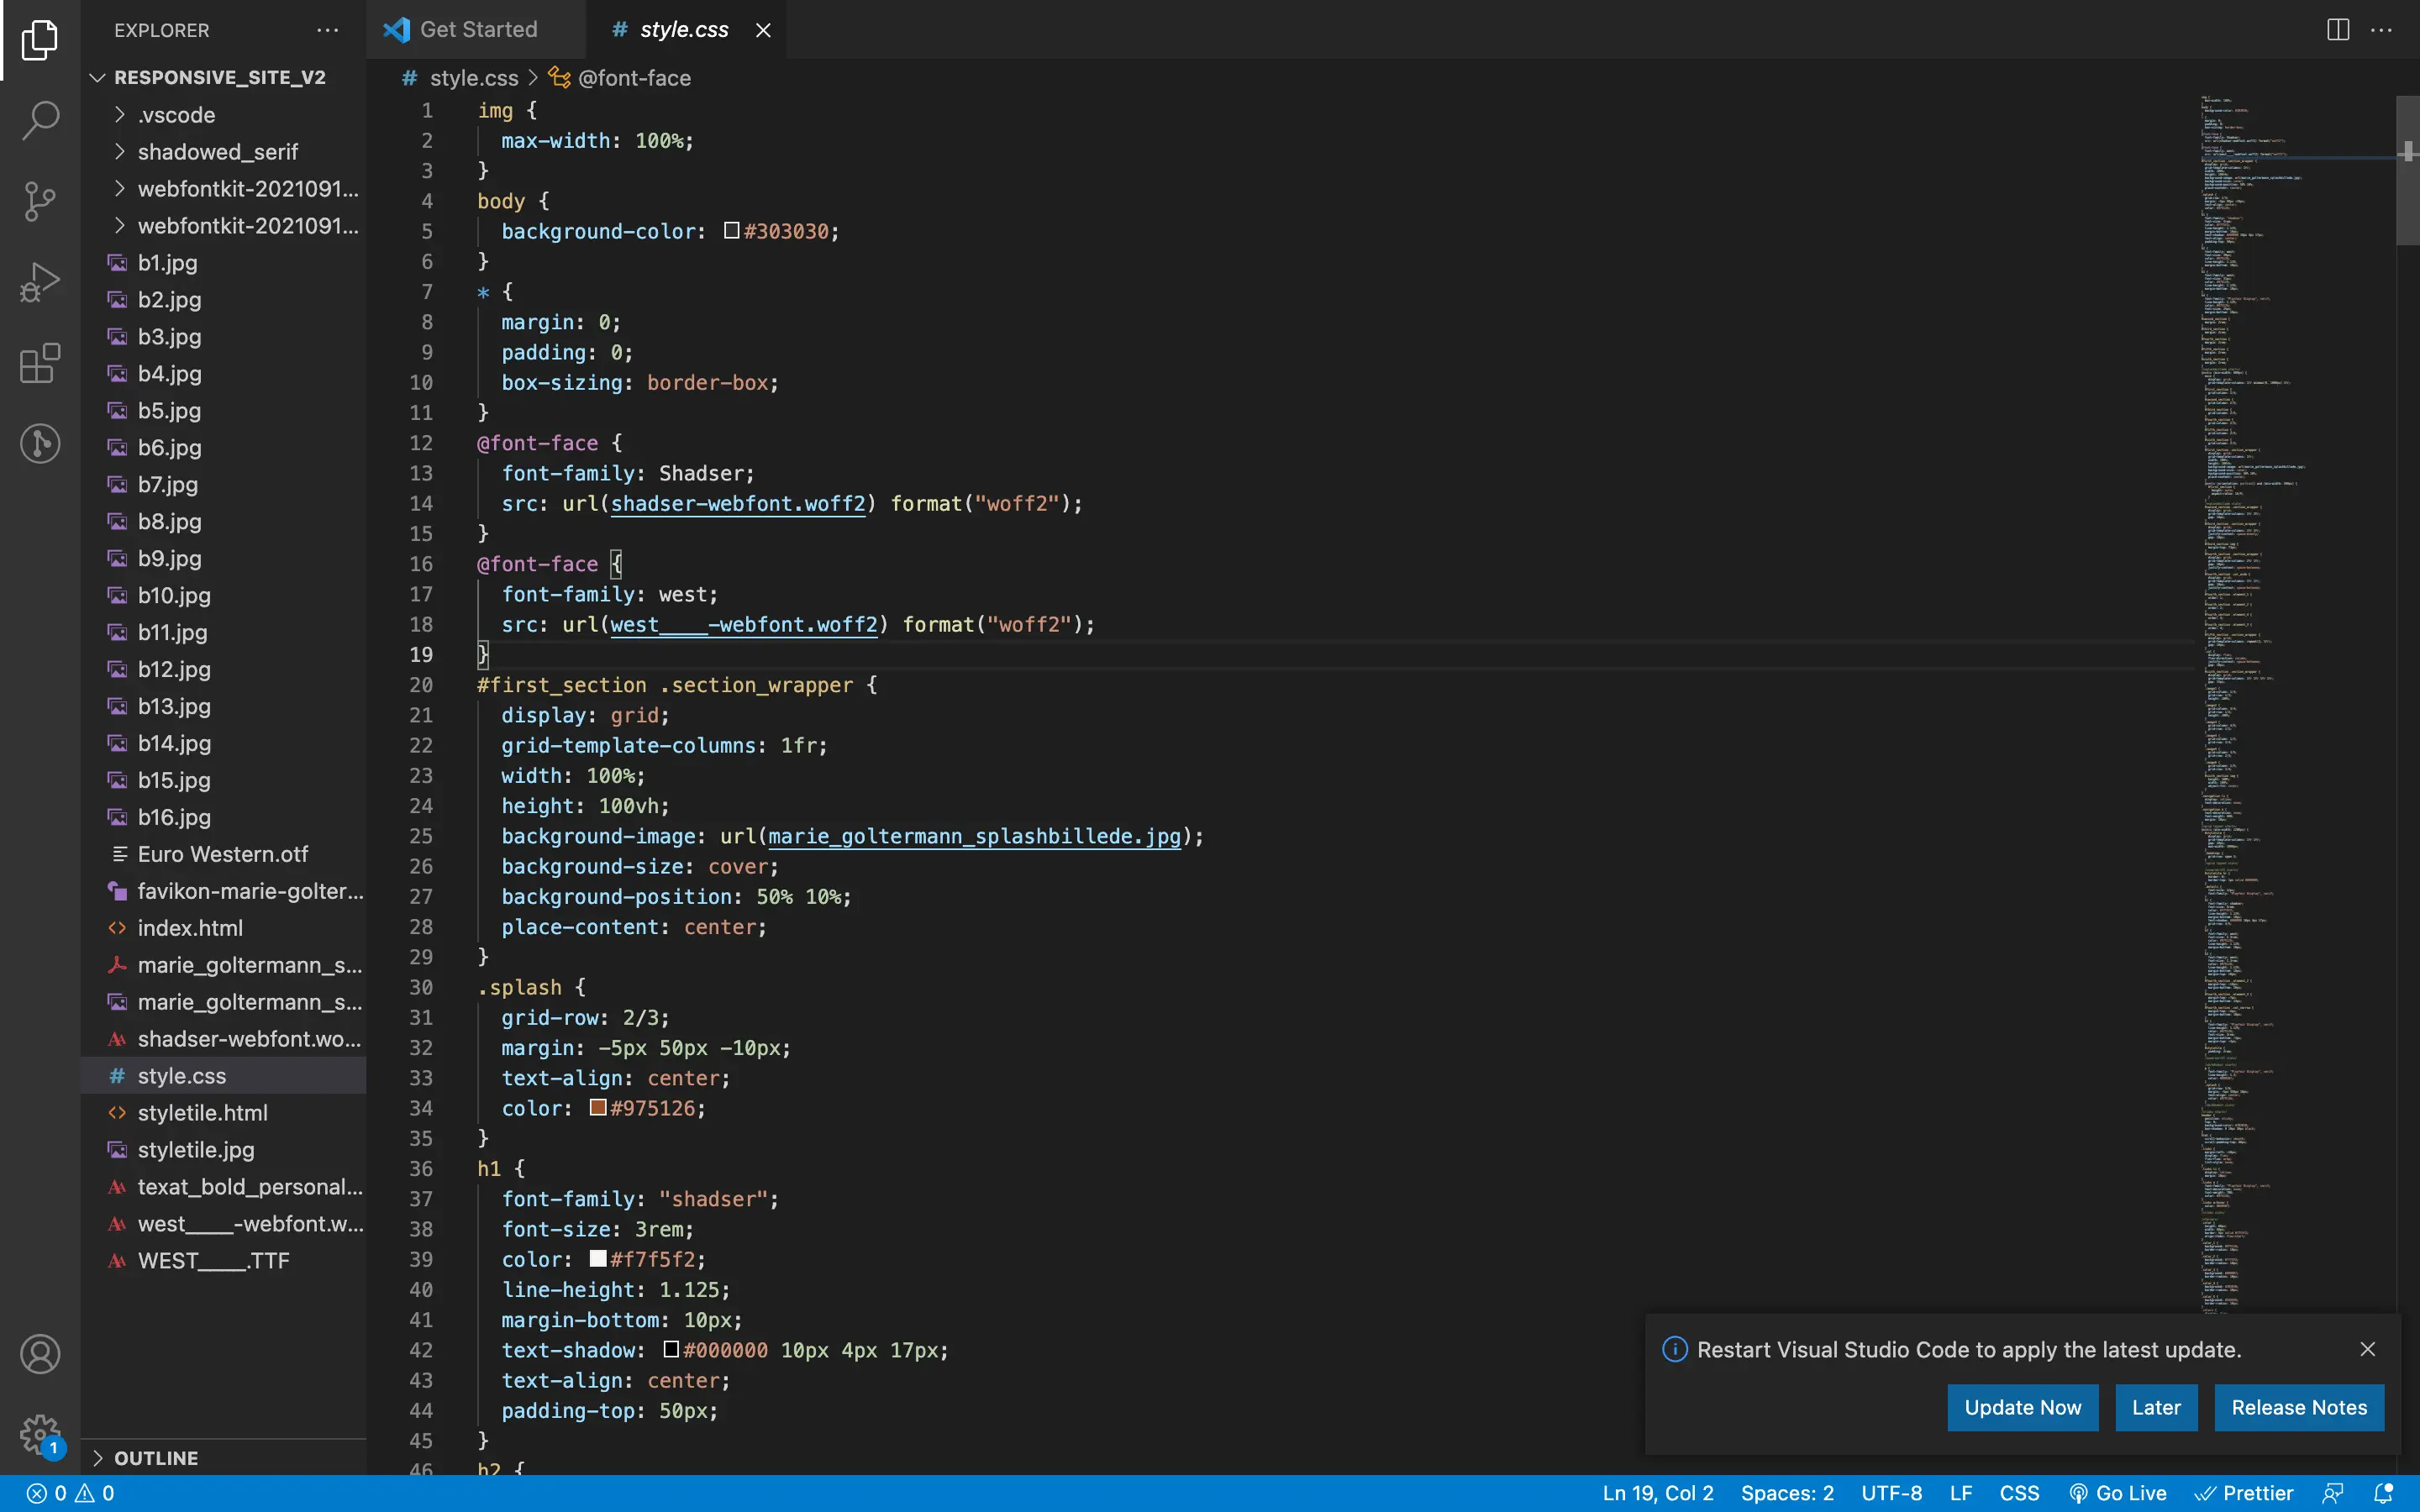 EXPLORER
Get Started
# style.css
RESPONSIVE_SITE_V2
# style.css > @font-face
.vscode
shadowed_serif
webfontkit-2021091...
webfontkit-2021091...
b1.jpg
b2.jpg
b3.jpg
b4.jpg
b5.jpg
b6.jpg
b7.jpg
b8.jpg
b9.jpg
b10.jpg
b11.jpg
b12.jpg
b13.jpg
b14.jpg
b15.jpg
b16.jpg
Euro Western.otf
favikon-marie-golter...
<> index.html
marie_goltermann_s...
marie_goltermann_s...
shadser-webfont.wo...
# style.css
<> styletile.html
styletile.jpg
texat_bold_personal...
west____-webfont.w...
WEST____.TTF
OUTLINE
1 img {
2 max-width: 100%;
3 }
4 body {
5 background-color: #303030;
6 }
7 * {
8 margin: 0;
9 padding: 0;
10 box-sizing: border-box;
11 }
12 @font-face {
13 font-family: Shadser;
14 src: url(shadser-webfont.woff2) format("woff2");
15 }
16 @font-face {
17 font-family: west;
18 src: url(west____-webfont.woff2) format("woff2");
19 }
20 #first_section .section_wrapper {
21 display: grid;
22 grid-template-columns: 1fr;
23 width: 100%;
24 height: 100vh;
25 background-image: url(marie_goltermann_splashbillede.jpg);
26 background-size: cover;
27 background-position: 50% 10%;
28 place-content: center;
29 }
30 .splash {
31 grid-row: 2/3;
32 margin: -5px 50px -10px;
33 text-align: center;
34 color: #975126;
35 }
36 h1 {
37 font-family: "shadser";
38 font-size: 3rem;
39 color: #f7f5f2;
40 line-height: 1.125;
41 margin-bottom: 10px;
42 text-shadow: #000000 10px 4px 17px;
43 text-align: center;
44 padding-top: 50px;
45 }
46 h2 {
Restart Visual Studio Code to apply the latest update.
Update Now
Later
Release Notes
1
0 0
Ln 19, Col 2
Spaces: 2
UTF-8
LF
CSS
Go Live
Prettier